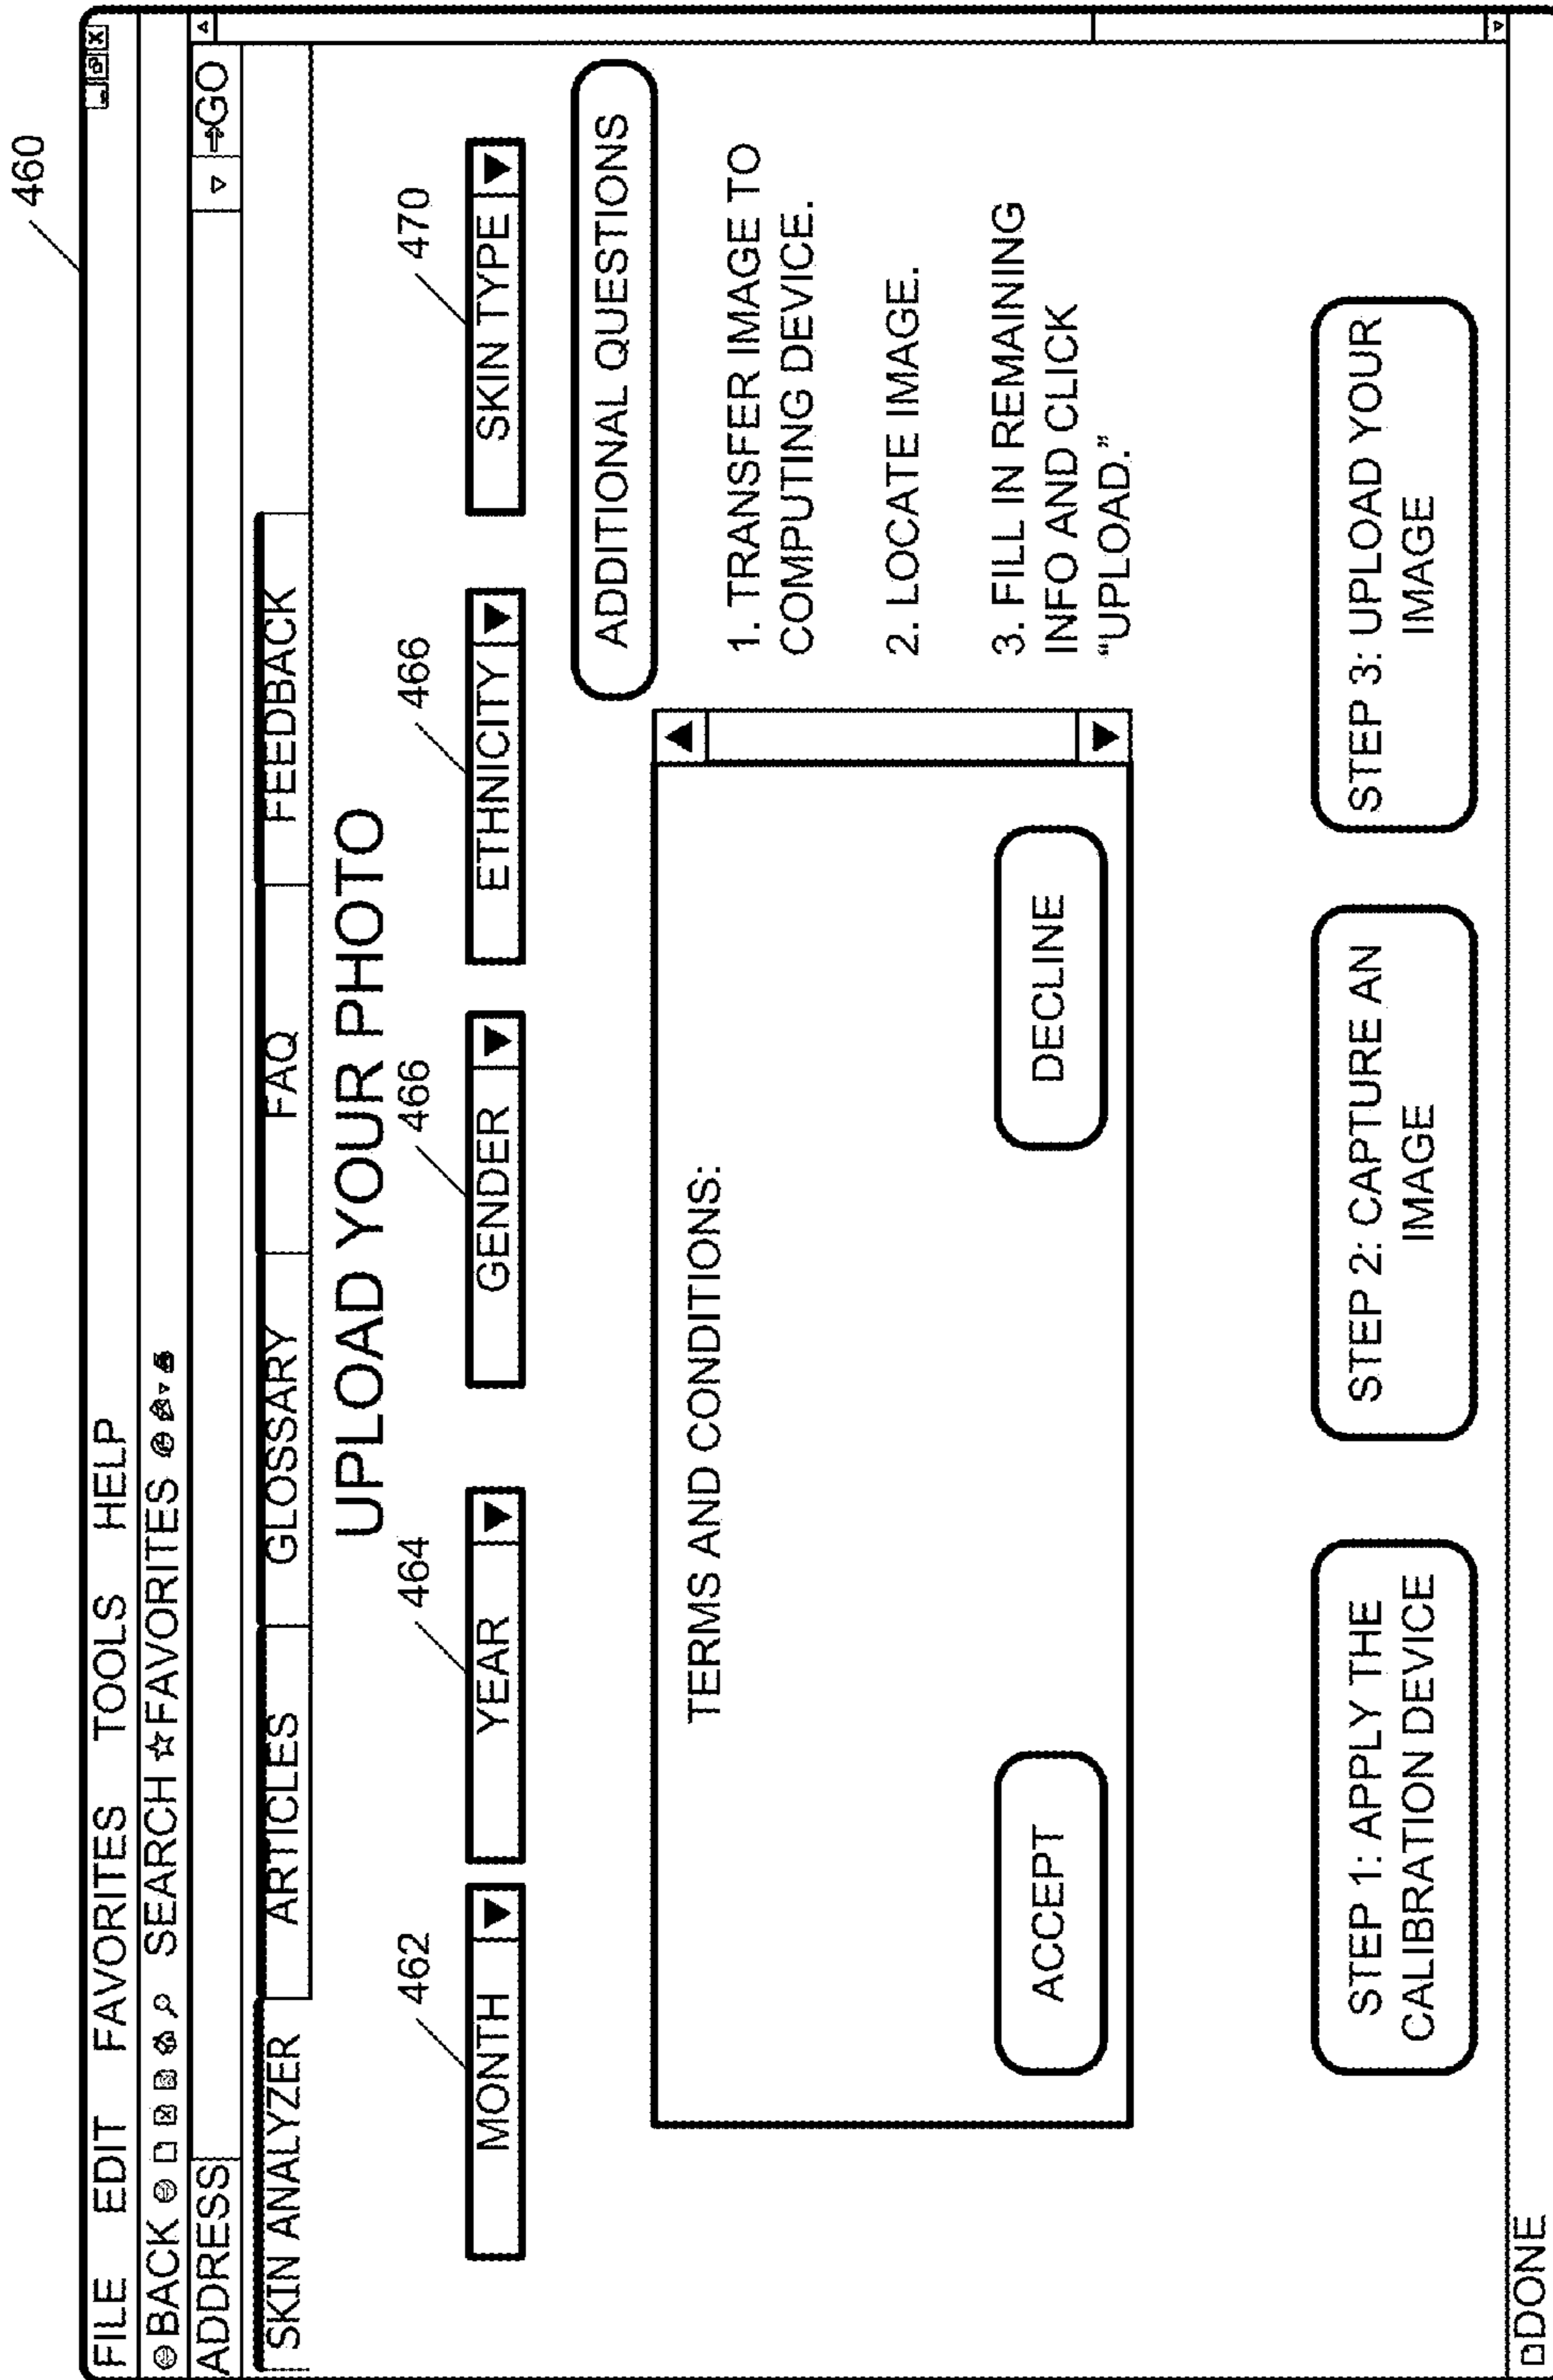 460
FILE EDIT FAVORITES TOOLS HELP
BACK SEARCH FAVORITES
ADDRESS GO
SKIN ANALYZER ARTICLES GLOSSARY FAQ FEEDBACK
UPLOAD YOUR PHOTO
462 464 466 466 470
MONTH YEAR GENDER ETHNICITY SKIN TYPE
ADDITIONAL QUESTIONS
TERMS AND CONDITIONS:
ACCEPT DECLINE
1. TRANSFER IMAGE TO
COMPUTING DEVICE.
2. LOCATE IMAGE.
3. FILL IN REMAINING
INFO AND CLICK
“UPLOAD.”
STEP 1: APPLY THE
CALIBRATION DEVICE
STEP 2: CAPTURE AN
IMAGE
STEP 3: UPLOAD YOUR
IMAGE
DONE